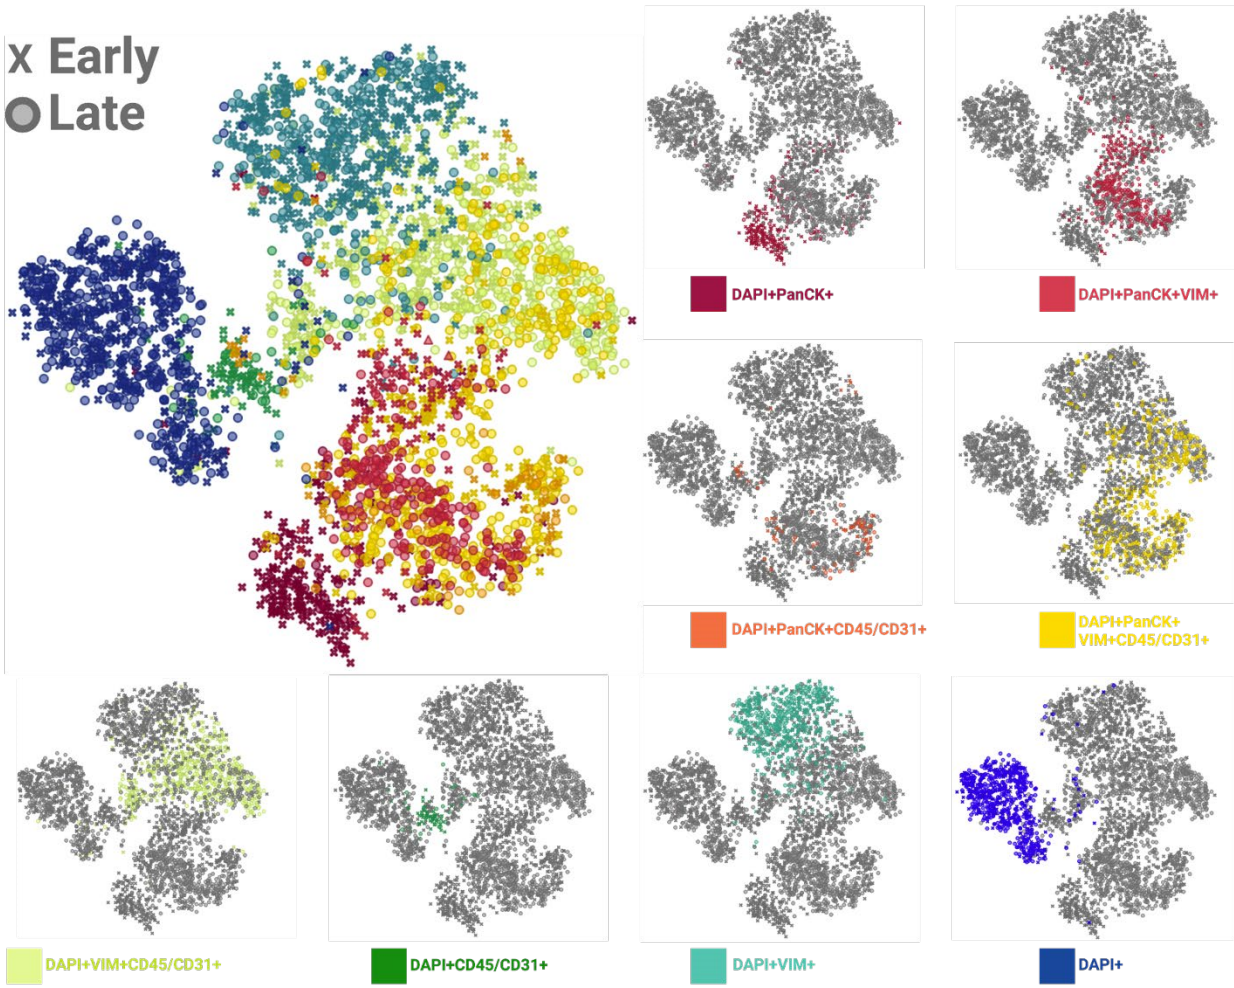 x Early
Late
DAPI+PanCK+
DAPI+PanCK+VIM+
DAPI+PanCK+CD45/CD31+
DAPI+PanCK+
VIM+CD45/CD31+
DAPI+VIM+CD45/CD31+
DAPI+CD45/CD31+
DAPI+VIM+
DAPI+